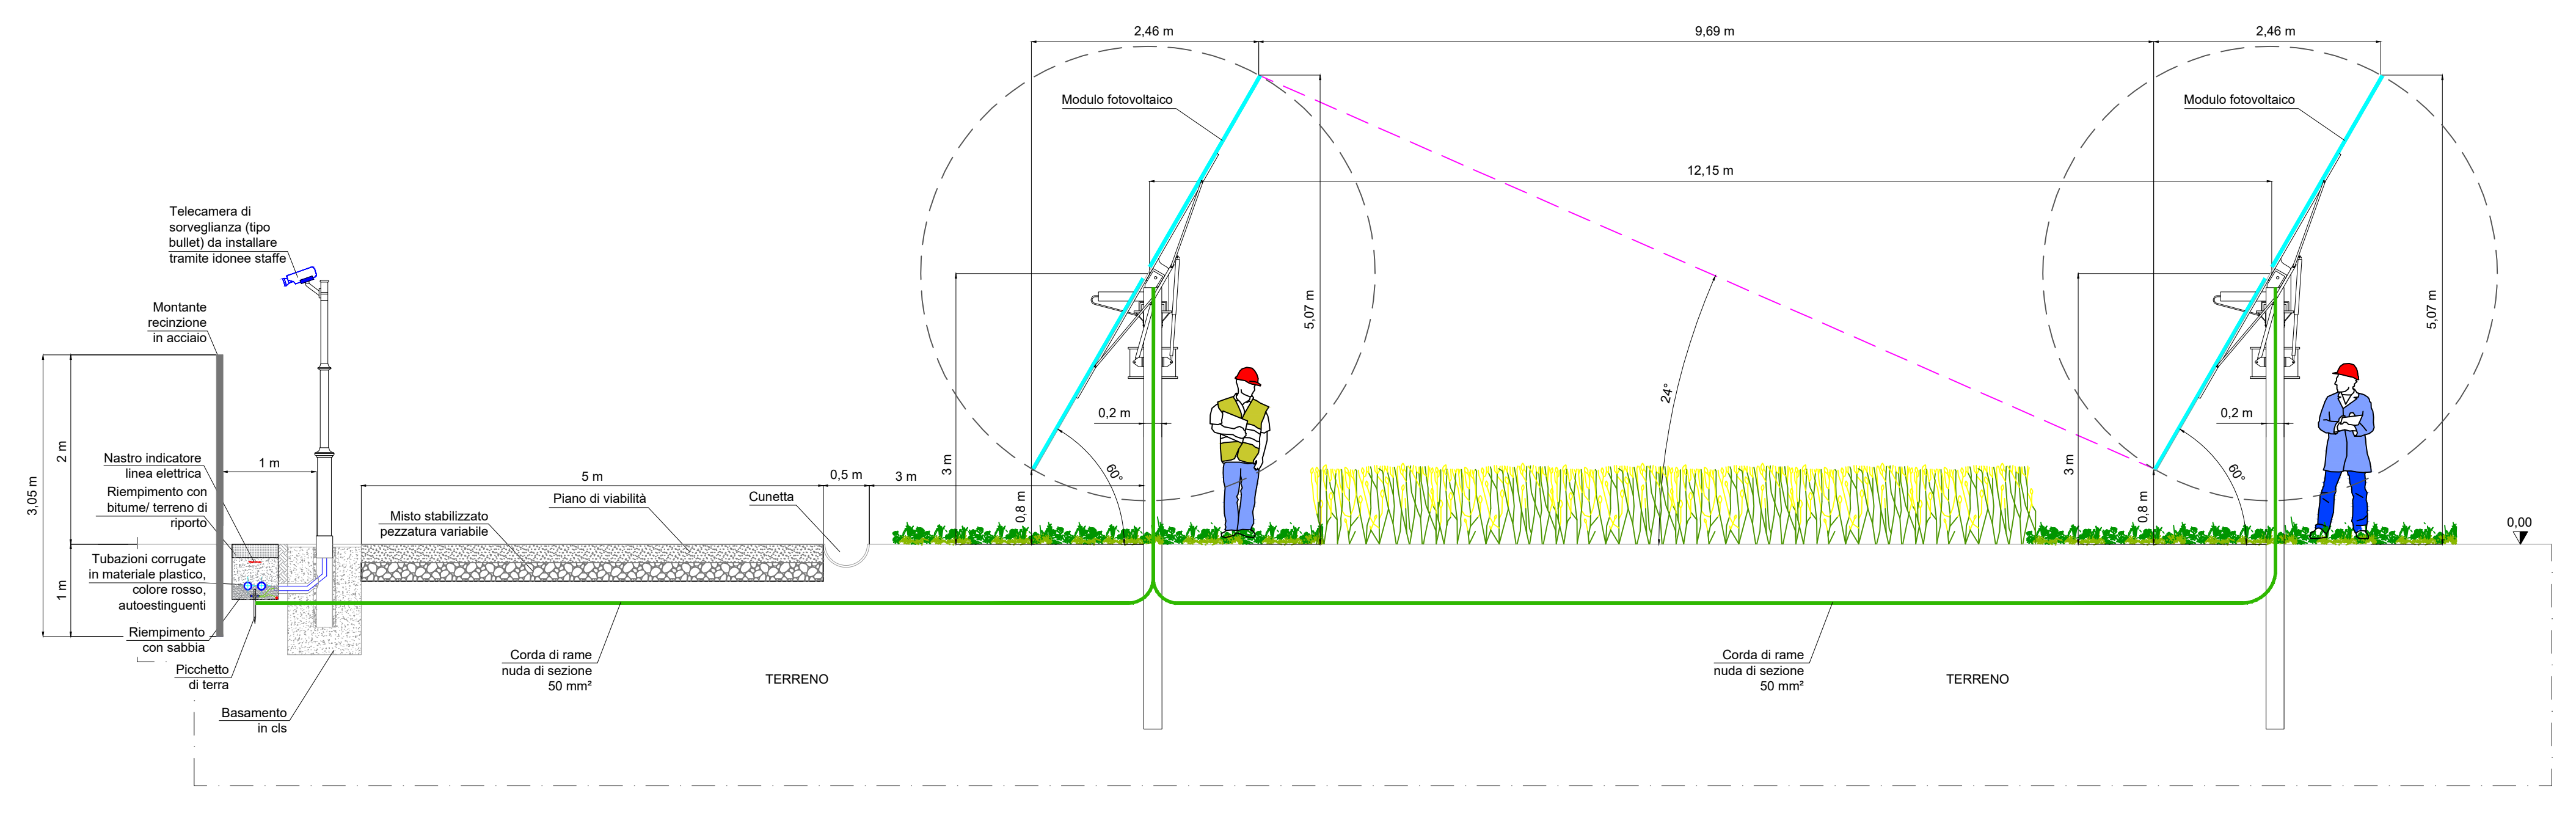 2,46 m
9,69 m
2,46 m
Modulo fotovoltaico
Modulo fotovoltaico
12,15 m
Telecamera di
sorveglianza (tipo
bullet) da installare
tramite idonee staffe
Montante
recinzione
in acciaio
5,07 m
5,07 m
24°
0,2 m
0,2 m
3,05 m
2 m
1 m
Nastro indicatore
linea elettrica
Riempimento con
bitume/ terreno di
riporto
Tubazioni corrugate
in materiale plastico,
colore rosso,
autoestinguenti
Riempimento
con sabbia
Picchetto
di terra
Basamento
in cls
1 m
5 m
0,5 m
3 m
Piano di viabilità
Cunetta
Misto stabilizzato
pezzatura variabile
3 m
0,8 m
60°
3 m
0,8 m
60°
0,00
Corda di rame
nuda di sezione
50 mm²
TERRENO
Corda di rame
nuda di sezione
50 mm²
TERRENO